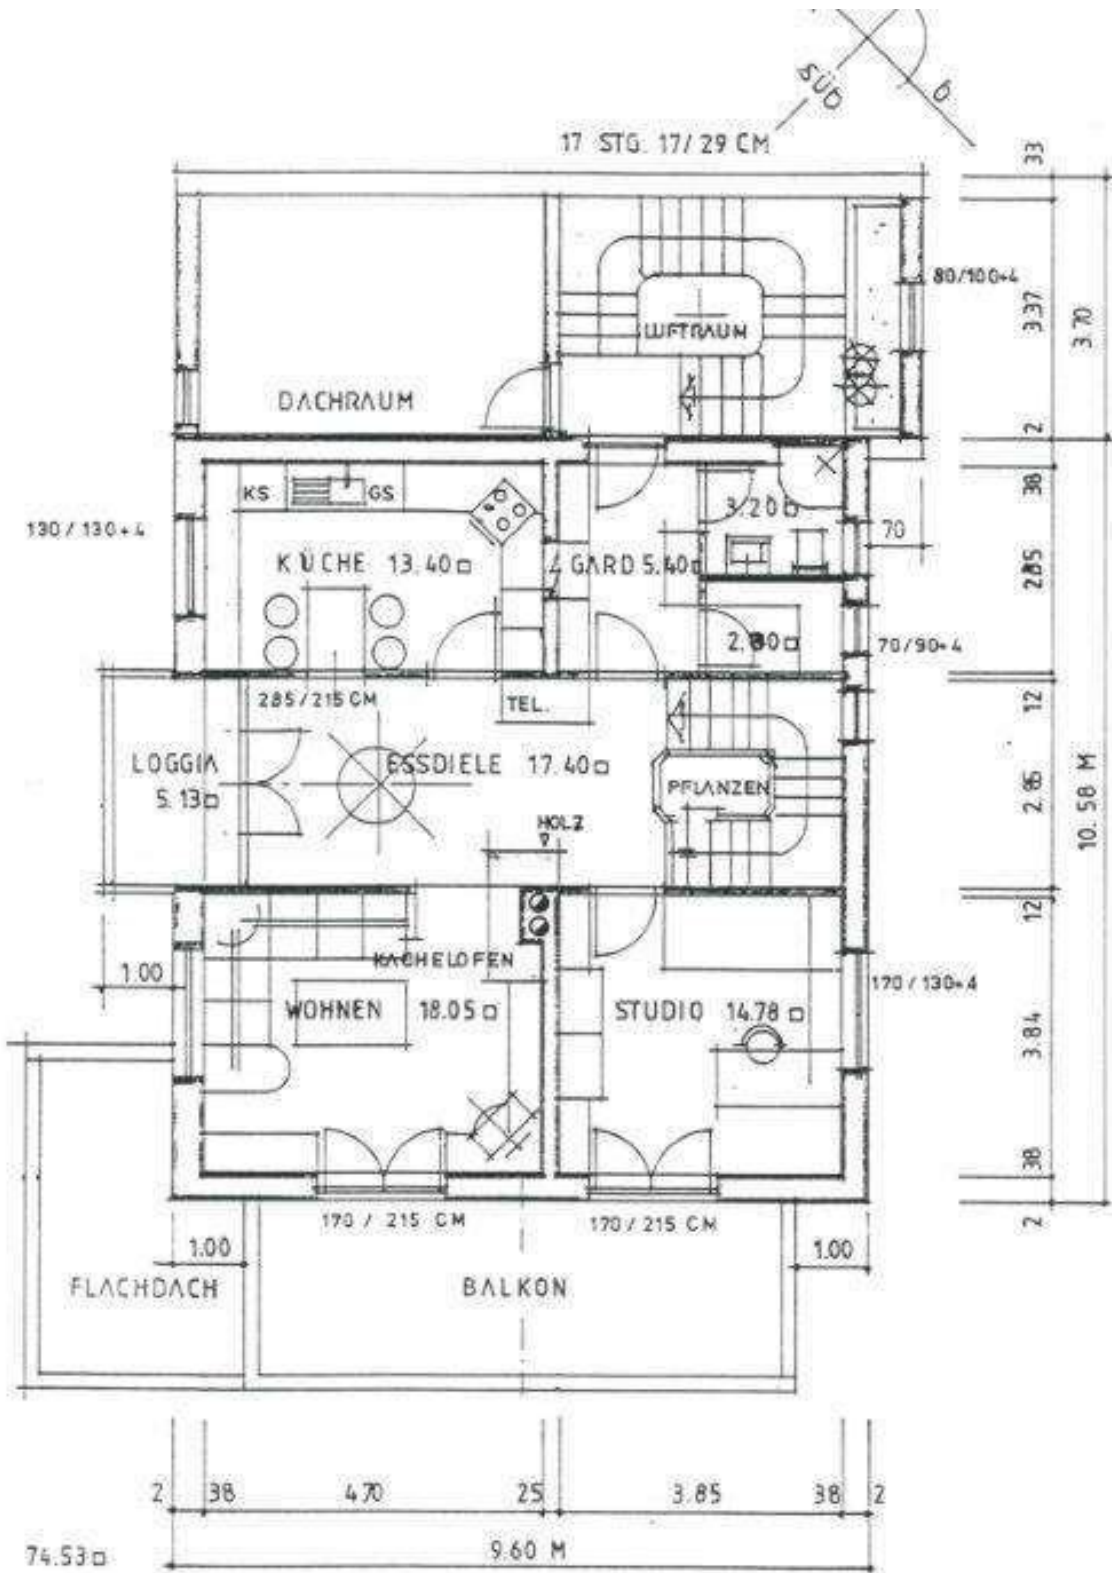 SÜD
6
17 STG. 17/29 CM
33
80/100+4
3.37
3.70
LUFTRAUM
DACHRAUM
2
KS
GS
38
130/130+4
3.20□
70
KÜCHE 13.40□
GARD 5.40□
70/90+4
285/215 CM
TEL.
12
LOGGIA
5.13□
ESSDIELE 17.40□
PFLANZEN
2.85
10.58 M
HOLZ
12
KACHELOFEN
1.00
170/130+4
WOHNEN 18.05□
STUDIO 14.78□
3.84
38
170 / 215 CM
170 / 215 CM
2
1.00
1.00
FLACHDACH
BALKON
2 38 4.70 25 3.85 38 2
9.60 M
74.53□